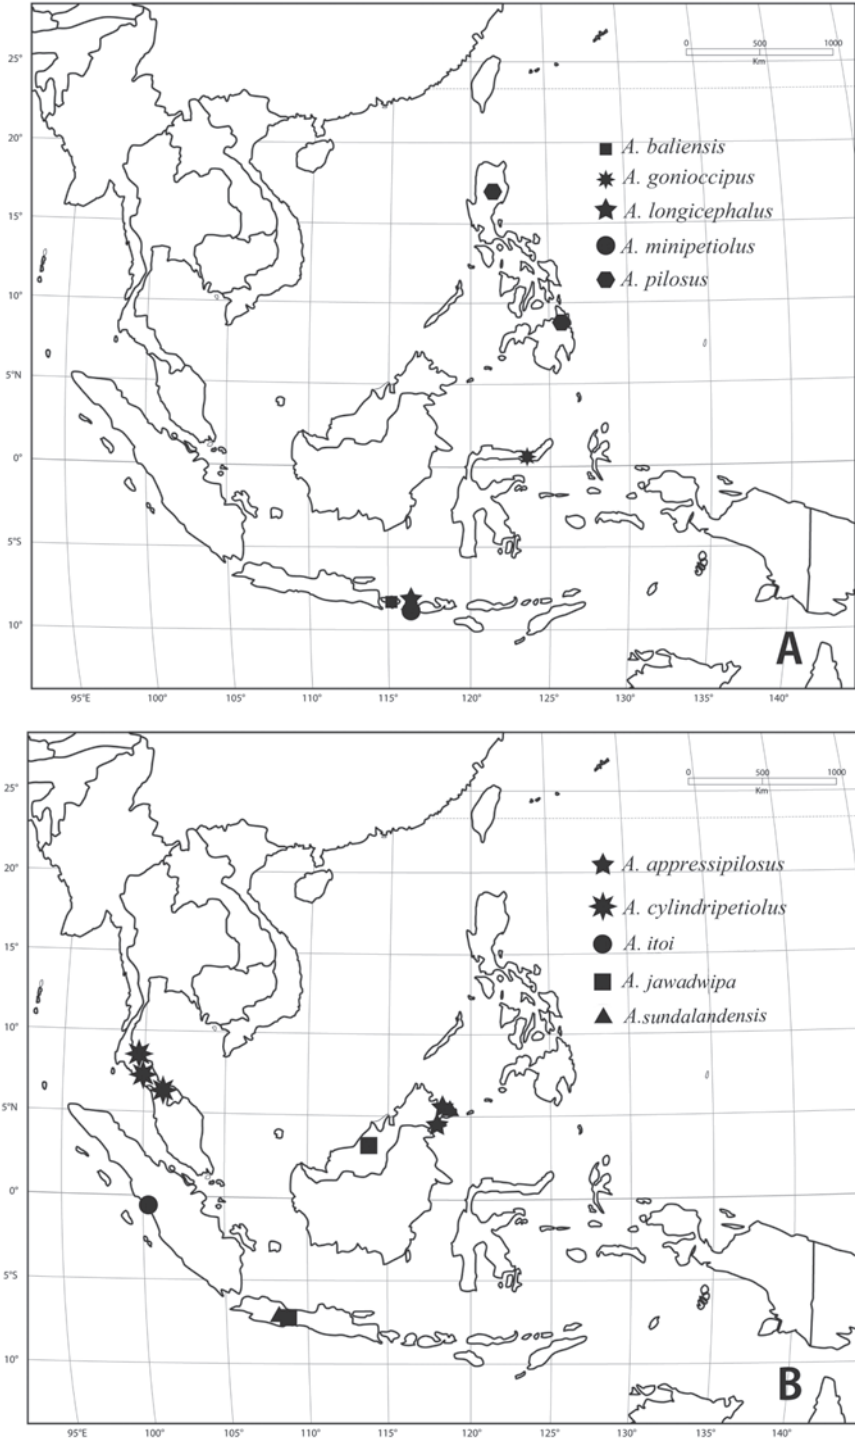 0 500 1000
Km
25°
20°
15°
10°
5°N
0°
5°S
10°
A. baliensis
A. gonioccipus
A. longicephalus
A. minipetiolus
A. pilosus
A
95°E 100° 105° 110° 115° 120° 125° 130° 135° 140°
0 500 1000
Km
25°
20°
15°
10°
5°N
0°
5°S
10°
A. appressipilosus
A. cylindripetiolus
A. itoi
A. jawadwipa
A.sundalandensis
B
95°E 100° 105° 110° 115° 120° 125° 130° 135° 140°